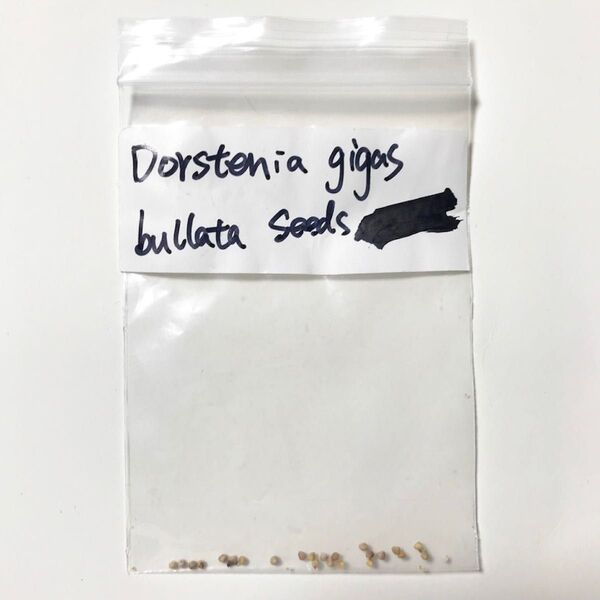 Dorstenia gigas
bullata seeds